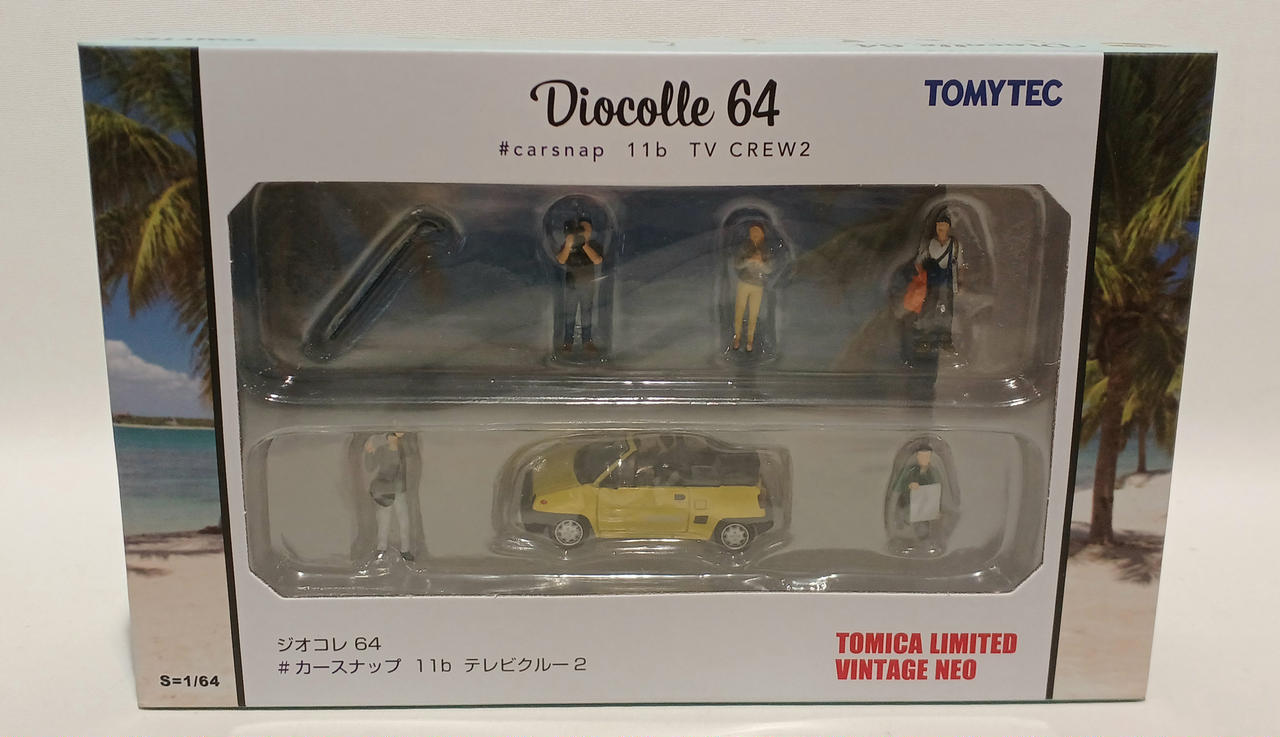 Diocolle 64
TOMYTEC
#carsnap 11b TV CREW2
ジオコレ 64
#カースナップ 11b テレビクルー2
TOMICA LIMITED
VINTAGE NEO
S=1/64